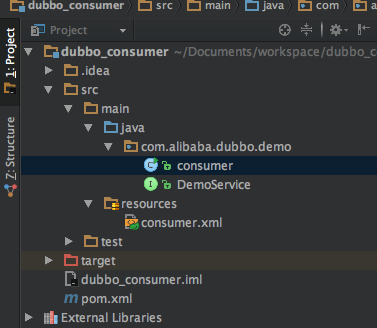 dubbo_consumer src main java com a
Project
1: Project
Z: Structure
dubbo_consumer ~/Documents/workspace/dubbo_c
.idea
src
main
java
com.alibaba.dubbo.demo
consumer
DemoService
resources
consumer.xml
test
target
dubbo_consumer.iml
pom.xml
External Libraries